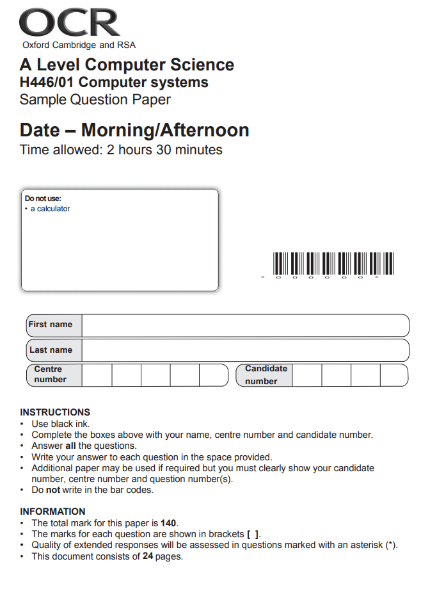 OCR
Oxford Cambridge and RSA
A Level Computer Science
H446/01 Computer systems
Sample Question Paper
Date – Morning/Afternoon
Time allowed: 2 hours 30 minutes
Do not use:
• a calculator
* 0 0 0 0 0 0 *
First name
Last name
Centre number
Candidate number
INSTRUCTIONS
• Use black ink.
• Complete the boxes above with your name, centre number and candidate number.
• Answer all the questions.
• Write your answer to each question in the space provided.
• Additional paper may be used if required but you must clearly show your candidate
number, centre number and question number(s).
• Do not write in the bar codes.
INFORMATION
• The total mark for this paper is 140.
• The marks for each question are shown in brackets [ ].
• Quality of extended responses will be assessed in questions marked with an asterisk (*).
• This document consists of 24 pages.